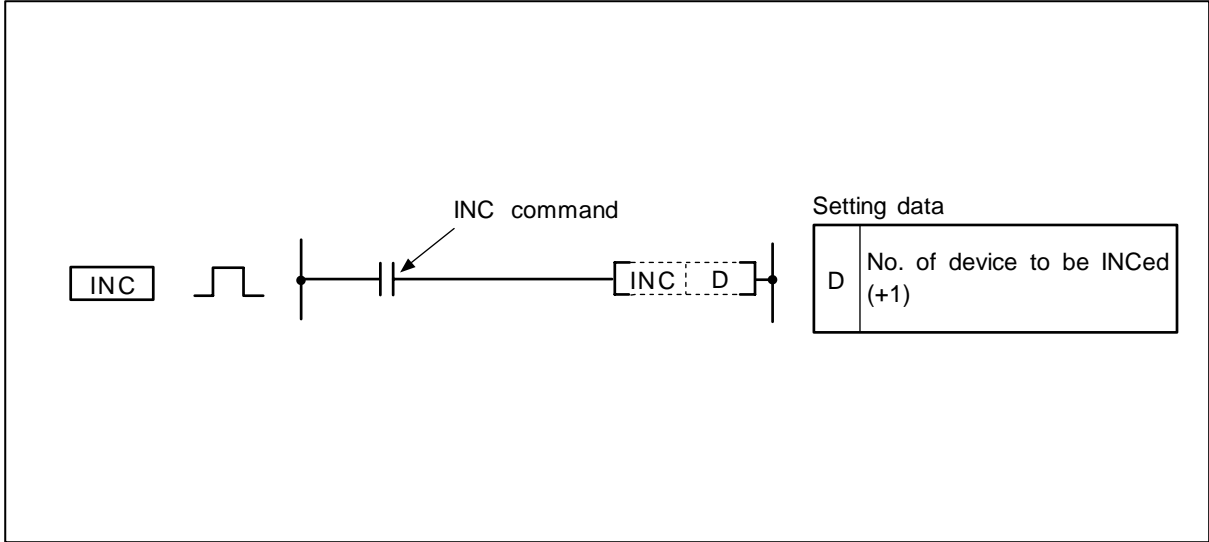 INC command
Setting data
INC
INC D
D
No. of device to be INCed
(+1)